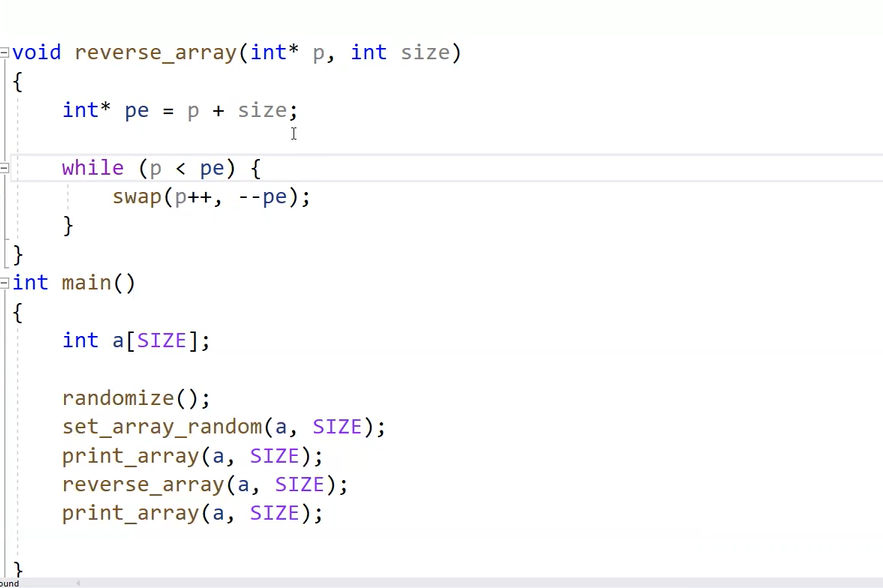 void reverse_array(int* p, int size)
{
    int* pe = p + size;

    while (p < pe) {
        swap(p++, --pe);
    }
}
int main()
{
    int a[SIZE];

    randomize();
    set_array_random(a, SIZE);
    print_array(a, SIZE);
    reverse_array(a, SIZE);
    print_array(a, SIZE);

}
ound